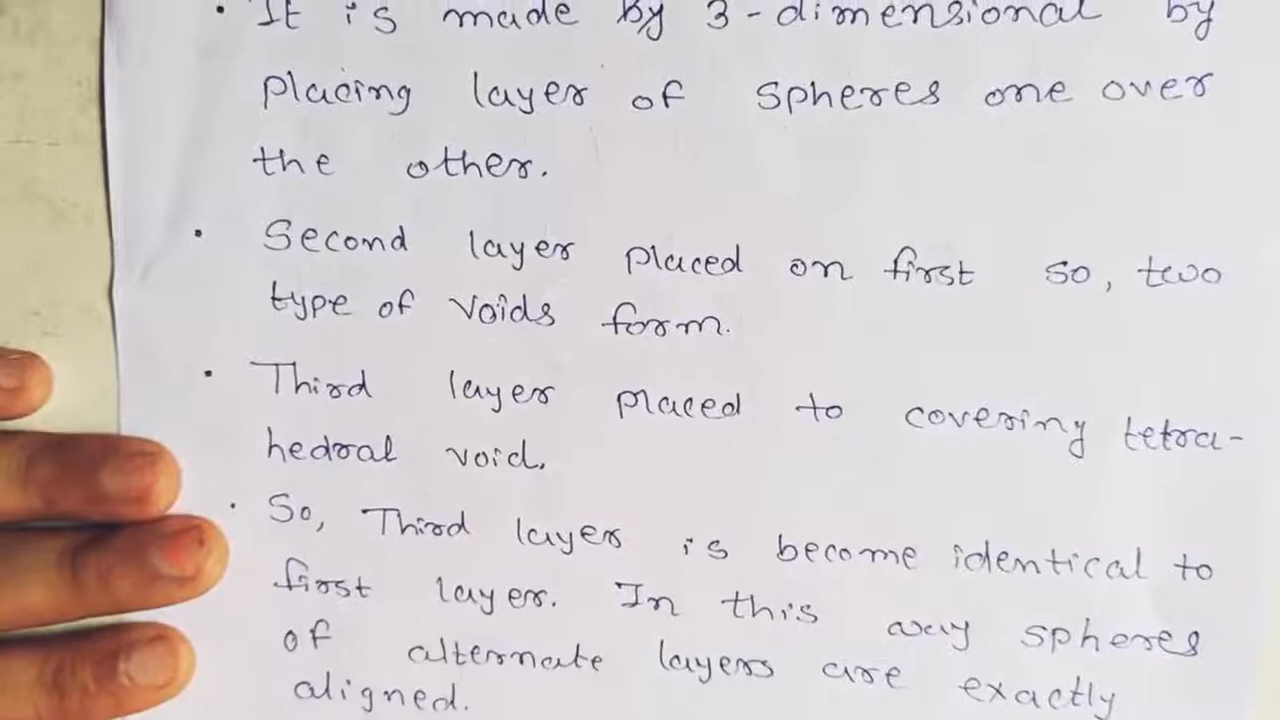 • It is made by 3-dimensional by
placing layer of spheres one over
the other.
• Second layer placed on first so, two
type of voids form.
• Third layer placed to covering tetra-
hedral void.
• So, Third layer is become identical to
first layer. In this way spheres
of alternate layers are exactly
aligned.